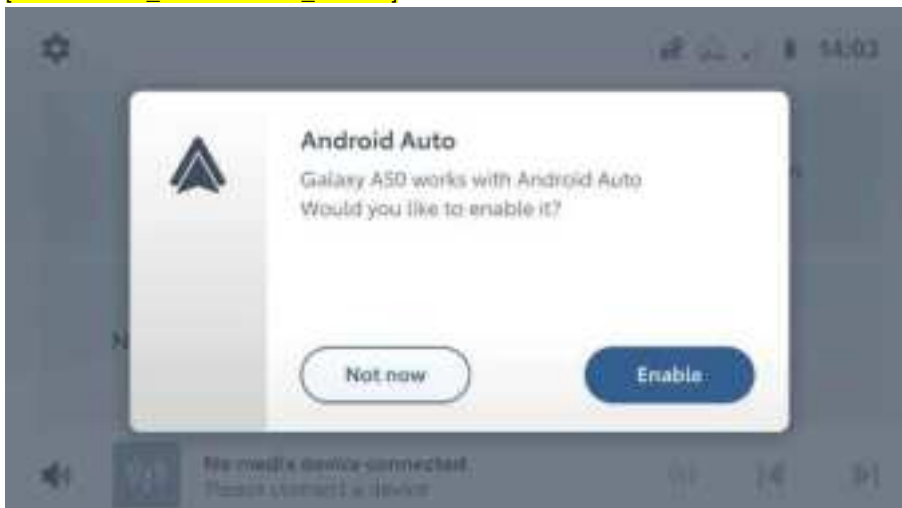 14:03
Android Auto
Galaxy A50 works with Android Auto
Would you like to enable it?
Not now
Enable
No media device connected
Please connect a device